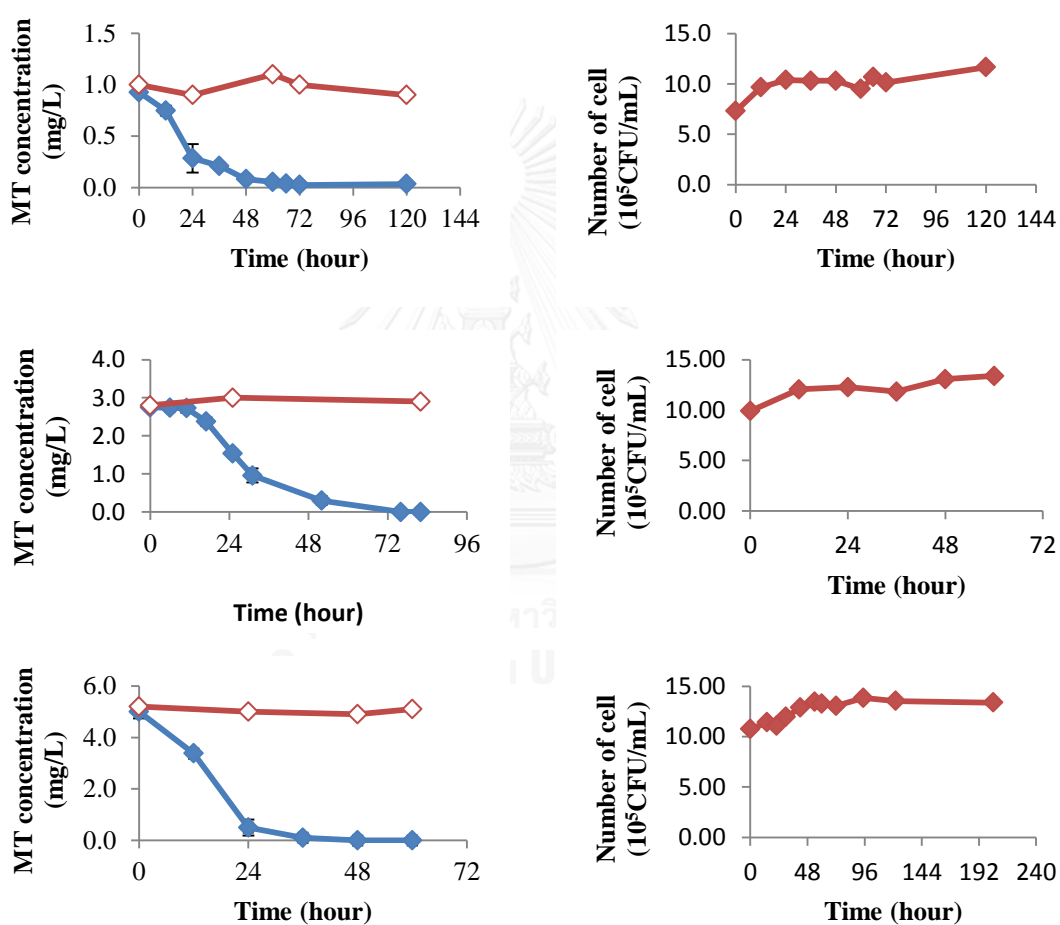 MT concentration
(mg/L)
1.5
1.0
0.5
0.0
0 24 48 72 96 120 144
Time (hour)
Number of cell
(10⁵CFU/mL)
15.0
10.0
5.0
0.0
0 24 48 72 96 120 144
Time (hour)
MT concentration
(mg/L)
4.0
3.0
2.0
1.0
0.0
0 24 48 72 96
Time (hour)
Number of cell
(10⁵CFU/mL)
15.00
10.00
5.00
0.00
0 24 48 72
Time (hour)
MT concentration
(mg/L)
6.0
4.0
2.0
0.0
0 24 48 72
Time (hour)
Number of cell
(10⁵CFU/mL)
15.00
10.00
5.00
0.00
0 48 96 144 192 240
Time (hour)